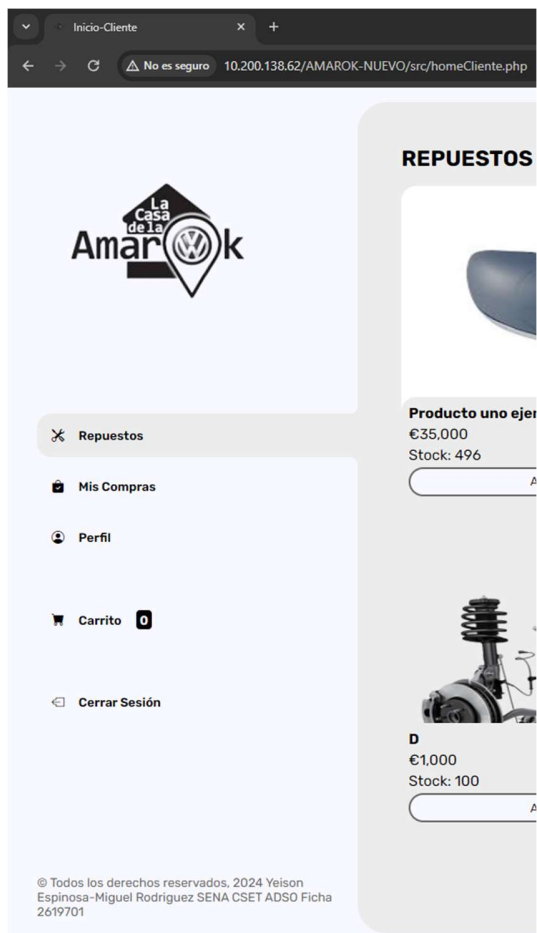 Inicio-Cliente
No es seguro 10.200.138.62/AMAROK-NUEVO/src/homeCliente.php
REPUESTOS
La
Casa
de la
Amarok
Producto uno ejer
€35,000
Stock: 496
A
Repuestos
Mis Compras
Perfil
Carrito 0
Cerrar Sesión
D
€1,000
Stock: 100
A
© Todos los derechos reservados, 2024 Yeison
Espinosa-Miguel Rodriguez SENA CSET ADSO Ficha
2619701